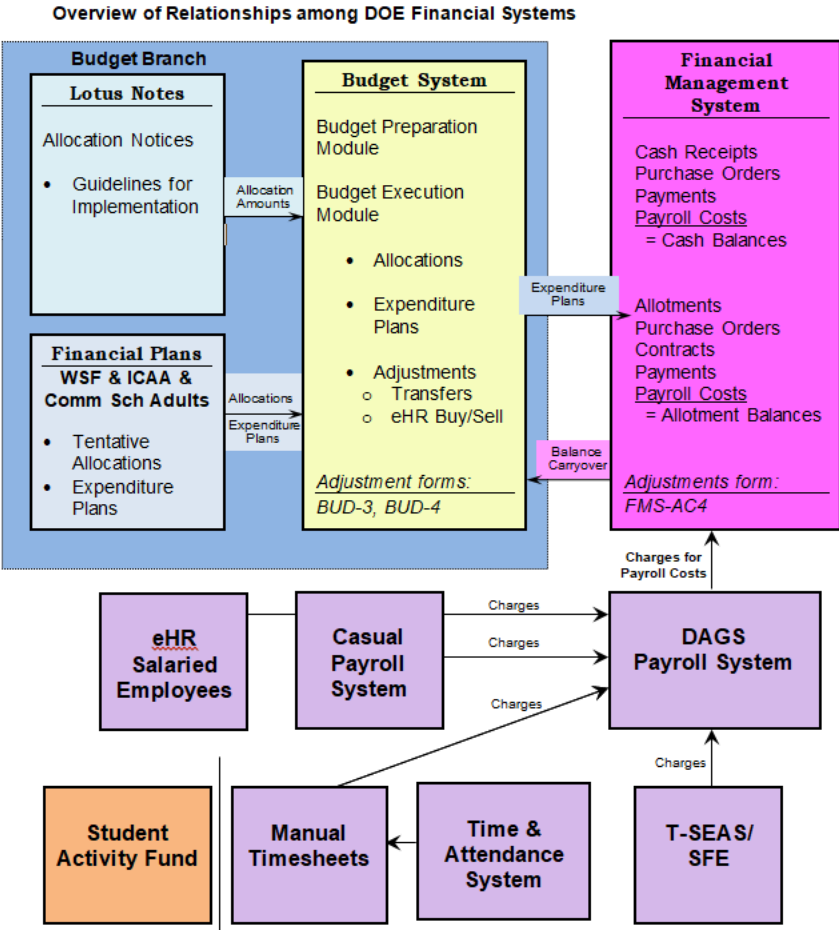 Overview of Relationships among DOE Financial Systems
Budget Branch
Lotus Notes
Allocation Notices
• Guidelines for
Implementation
Allocation
Amounts
Financial Plans
WSF & ICAA &
Comm Sch Adults
• Tentative
Allocations
• Expenditure
Plans
Allocations
Expenditure
Plans
Budget System
Budget Preparation
Module
Budget Execution
Module
• Allocations
• Expenditure
Plans
• Adjustments
o Transfers
o eHR Buy/Sell
Adjustment forms:
BUD-3, BUD-4
Expenditure
Plans
Balance
Carryover
Financial
Management
System
Cash Receipts
Purchase Orders
Payments
Payroll Costs
= Cash Balances
Allotments
Purchase Orders
Contracts
Payments
Payroll Costs
= Allotment Balances
Adjustments form:
FMS-AC4
Charges for
Payroll Costs
eHR
Salaried
Employees
Casual
Payroll
System
Charges
Charges
Charges
DAGS
Payroll System
Charges
Student
Activity Fund
Manual
Timesheets
Time &
Attendance
System
T-SEAS/
SFE